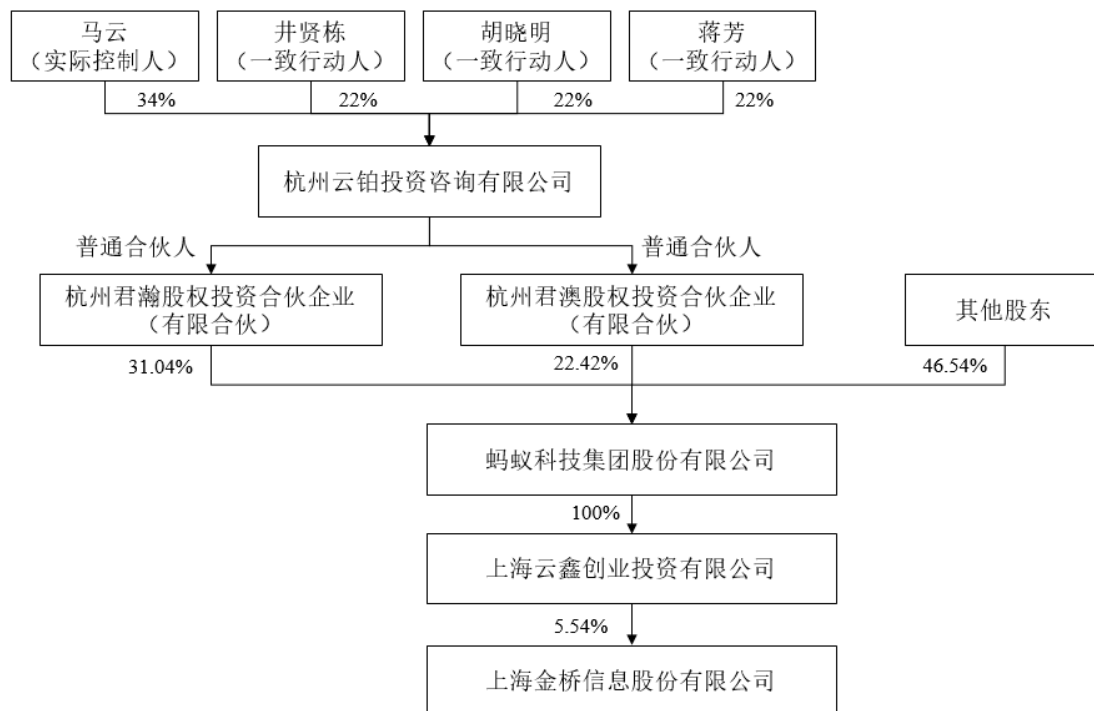 马云
（实际控制人）
井贤栋
（一致行动人）
胡晓明
（一致行动人）
蒋芳
（一致行动人）
34%
22%
22%
22%
杭州云铂投资咨询有限公司
普通合伙人
普通合伙人
杭州君瀚股权投资合伙企业
（有限合伙）
杭州君澳股权投资合伙企业
（有限合伙）
其他股东
31.04%
22.42%
46.54%
蚂蚁科技集团股份有限公司
100%
上海云鑫创业投资有限公司
5.54%
上海金桥信息股份有限公司